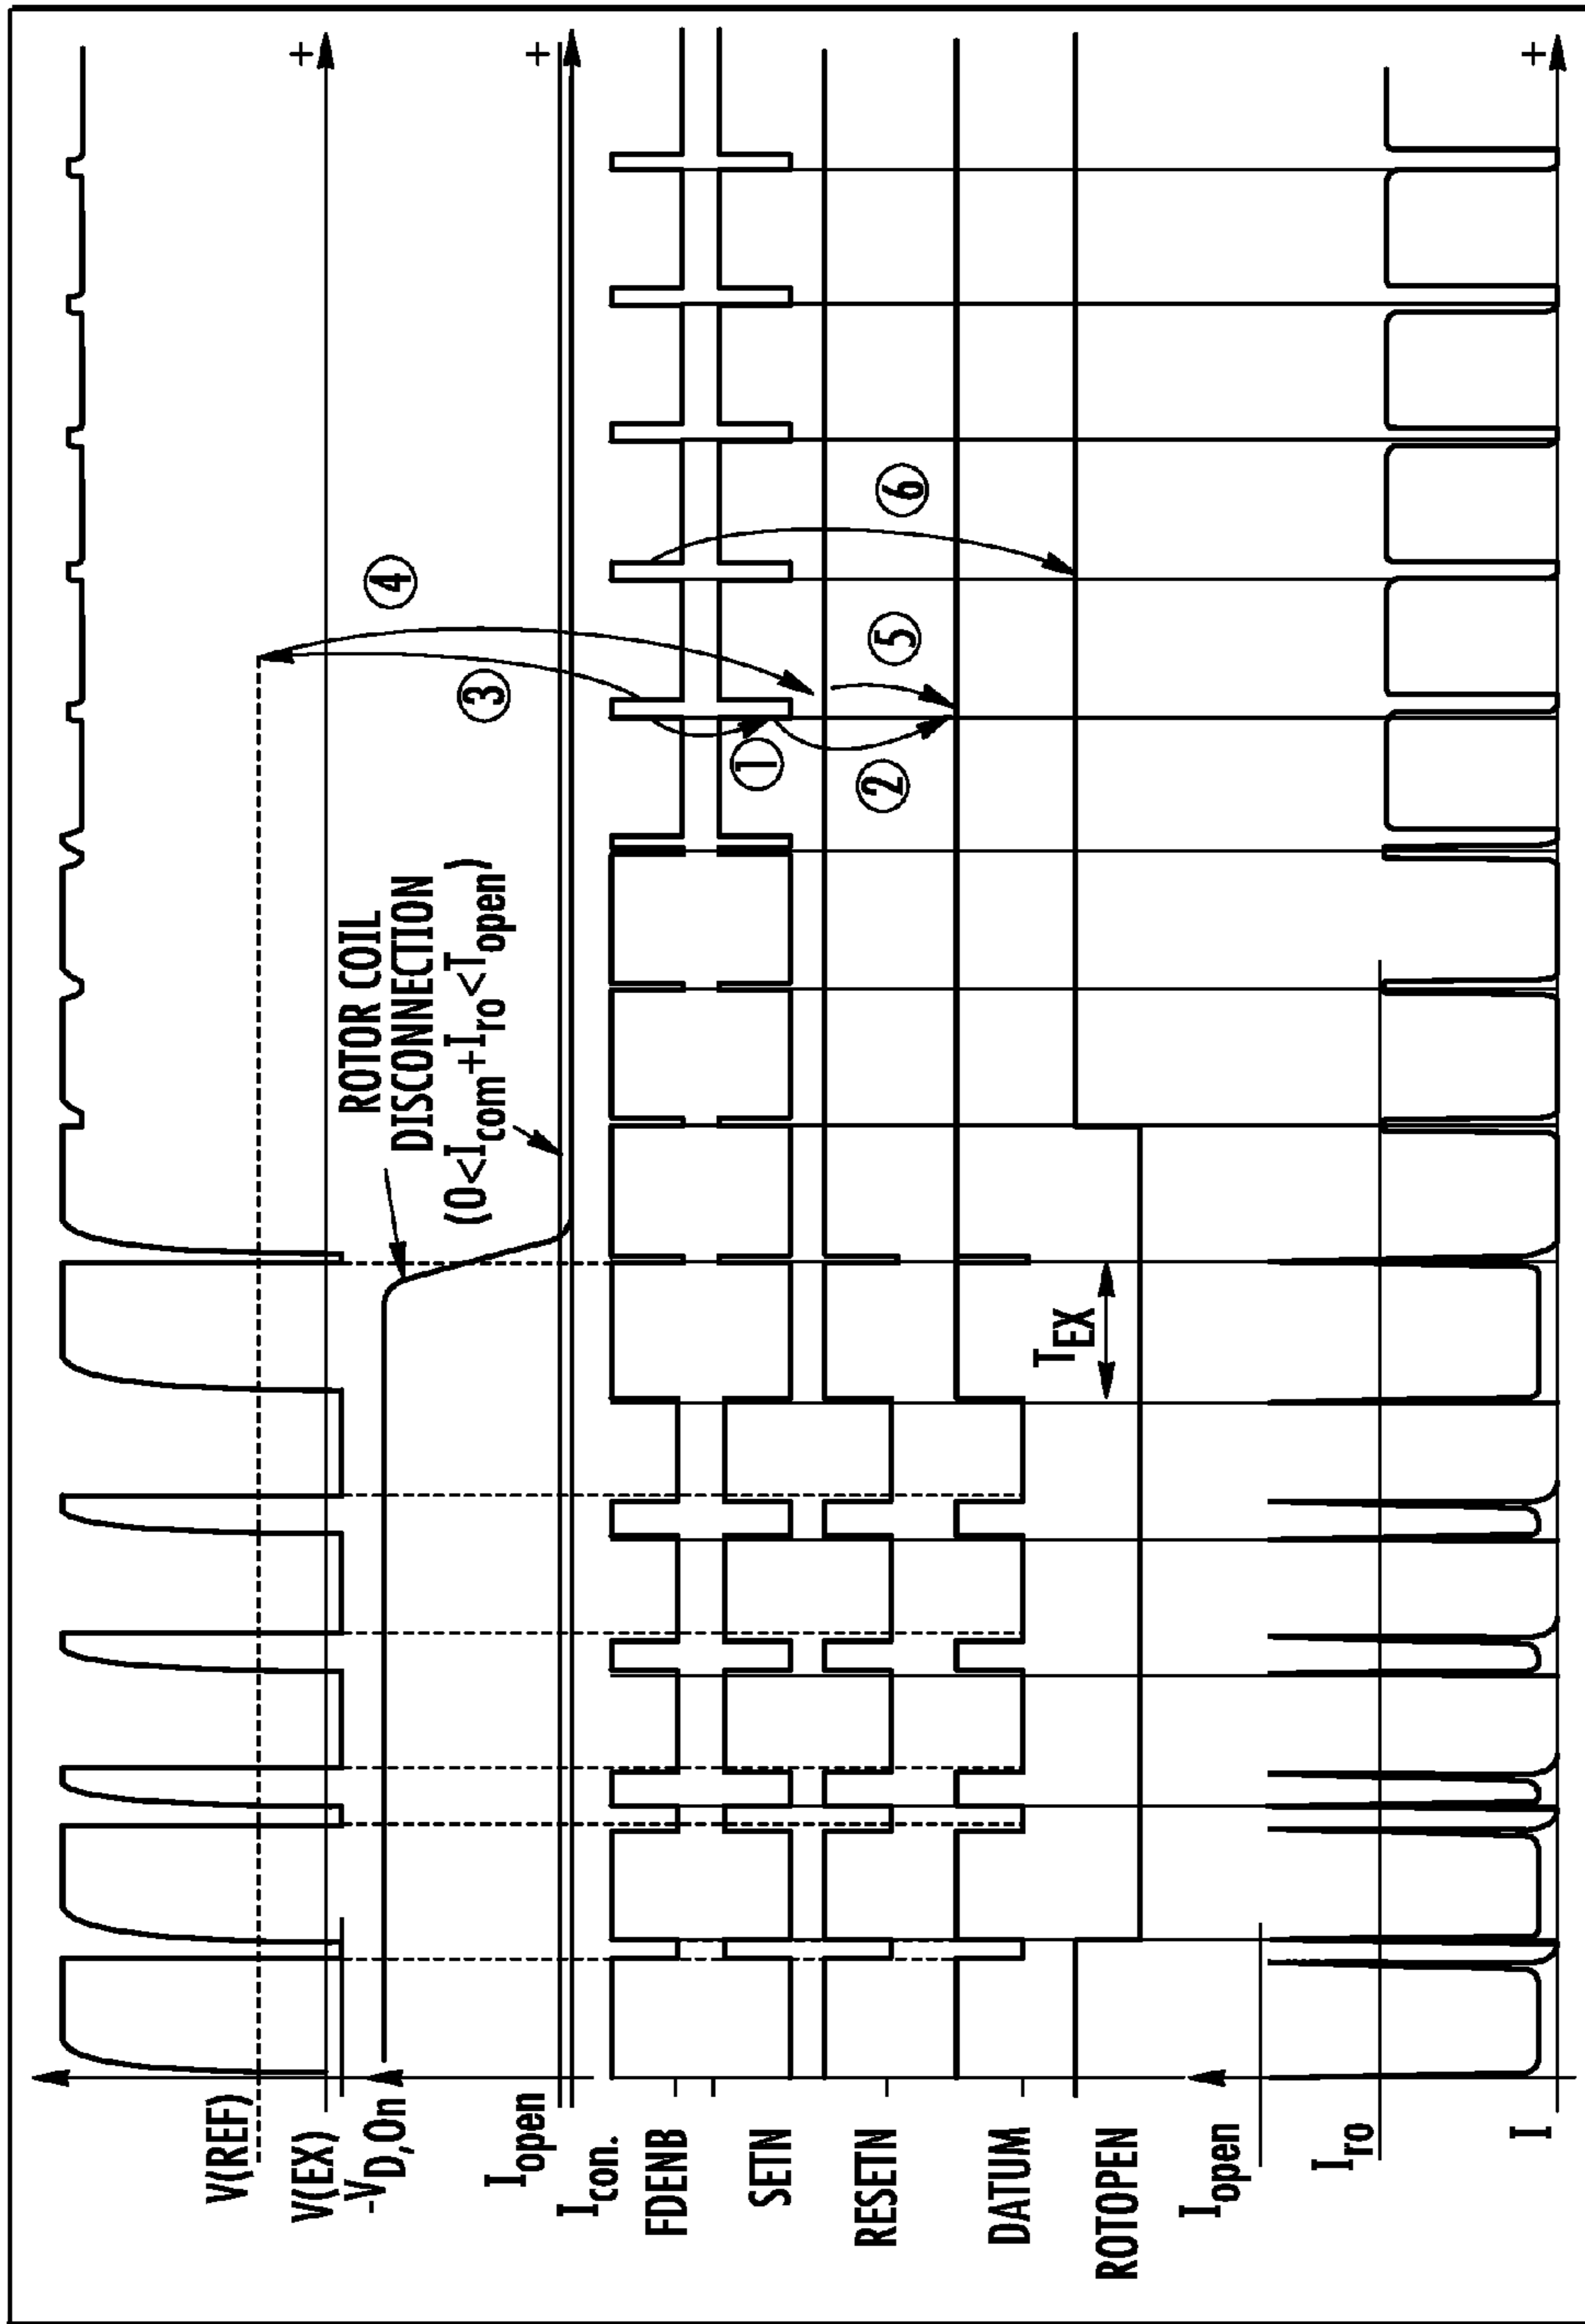 V(REF)
V(EX)
-V_D,On
I_open
I_con.
FDENB
SETN
RESETN
DATUM
ROTOPEN
I_open
I_ro
I
ROTOR COIL
DISCONNECTION
(0<I_com+I_ro<I_open)
T_EX
①
②
③
④
⑤
⑥
+
+
+